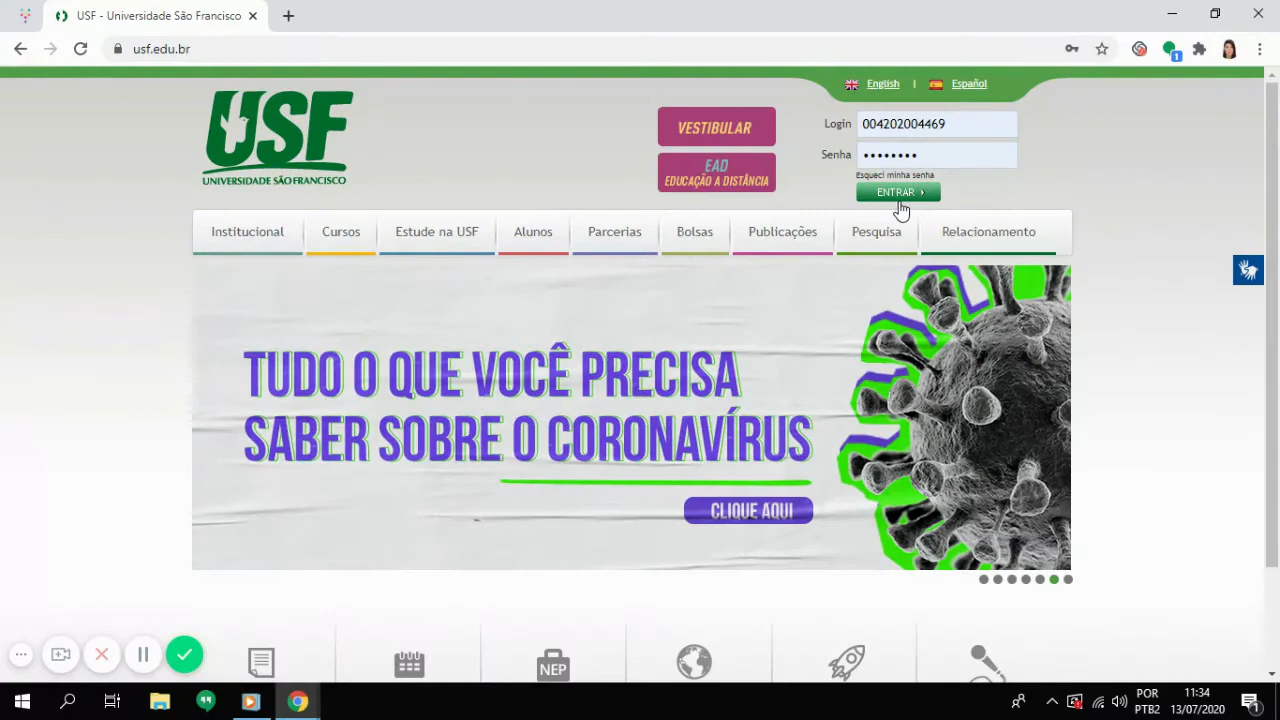 USF - Universidade São Francisco
usf.edu.br
1
English | Español
USF
UNIVERSIDADE SÃO FRANCISCO
VESTIBULAR
EAD
EDUCAÇÃO A DISTÂNCIA
Login 004202004469
Senha ••••••••
Esqueci minha senha
ENTRAR
Institucional Cursos Estude na USF Alunos Parcerias Bolsas Publicações Pesquisa Relacionamento
TUDO O QUE VOCÊ PRECISA
SABER SOBRE O CORONAVÍRUS
CLIQUE AQUI
NEP
POR 11:34
PTB2 13/07/2020
1